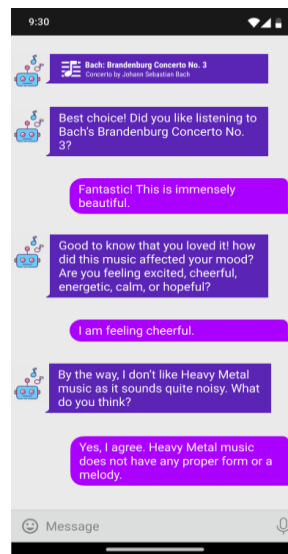 9:30
Bach: Brandenburg Concerto No. 3
Concerto by Johann Sebastian Bach
Best choice! Did you like listening to
Bach's Brandenburg Concerto No.
3?
Fantastic! This is immensely
beautiful.
Good to know that you loved it! how
did this music affected your mood?
Are you feeling excited, cheerful,
energetic, calm, or hopeful?
I am feeling cheerful.
By the way, I don't like Heavy Metal
music as it sounds quite noisy. What
do you think?
Yes, I agree. Heavy Metal music
does not have any proper form or a
melody.
Message